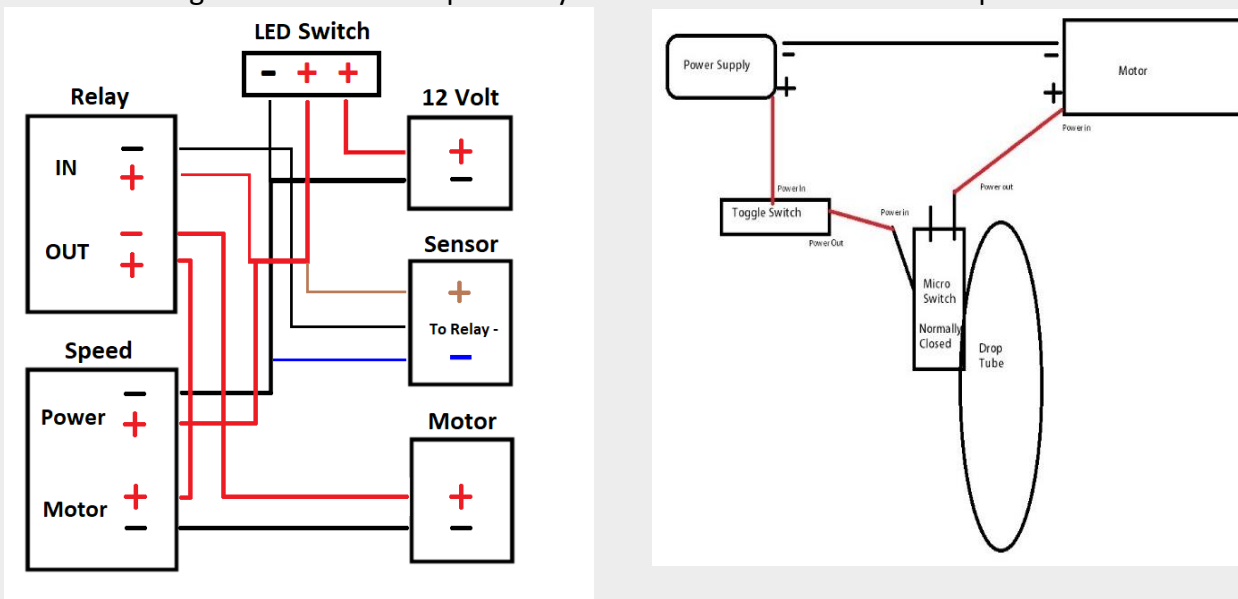 LED Switch
- + +
Relay
12 Volt
IN
-
+
+
-
OUT
-
+
Sensor
+
To Relay -
-
Speed
Power
-
+
Motor
+
-
Motor
+
-
Power Supply
-
+
-
+
Motor
Power in
Power In
Toggle Switch
Power Out
Power in
Power out
Micro
Switch
Normally
Closed
Drop
Tube